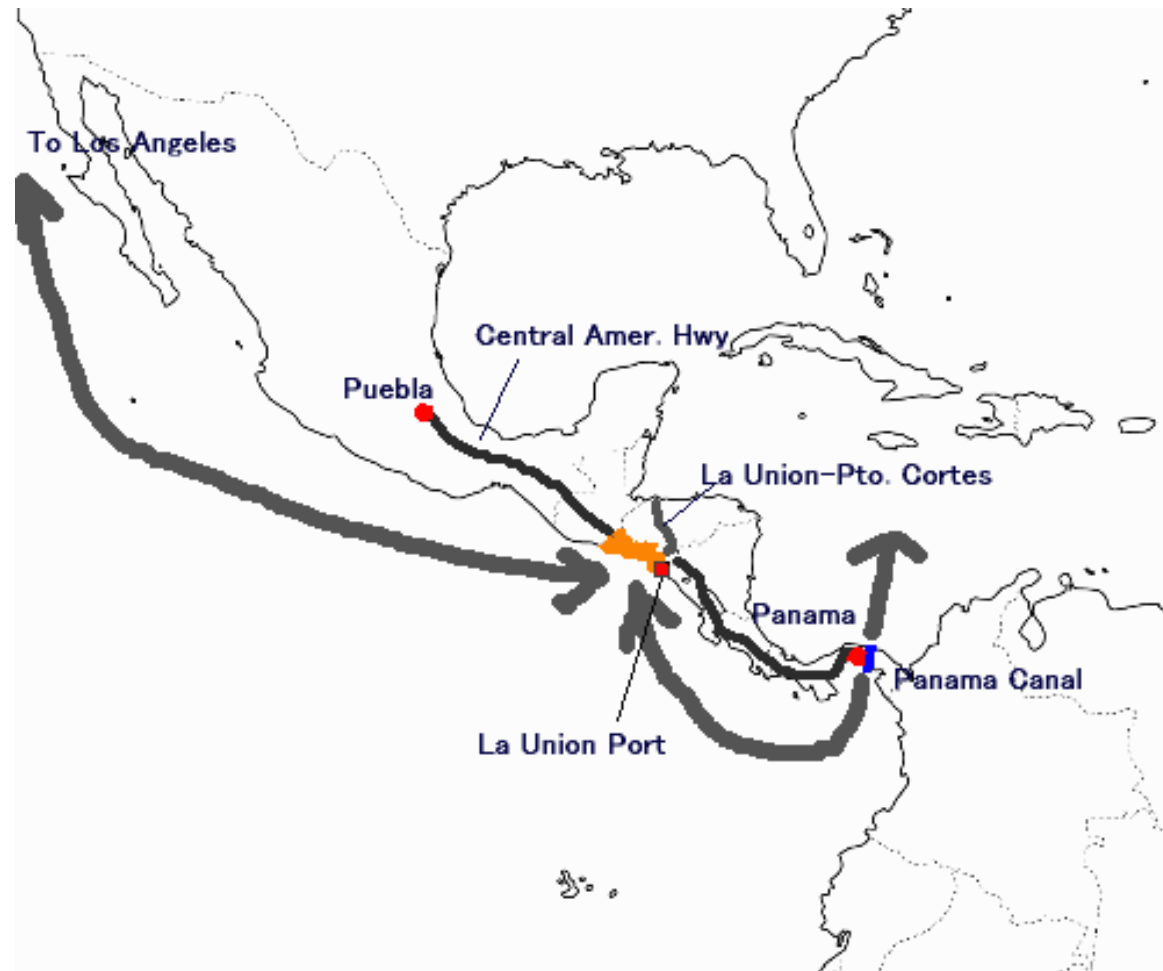 To Los Angeles
Central Amer. Hwy
Puebla
La Union-Pto. Cortes
Panama
Panama Canal
La Union Port